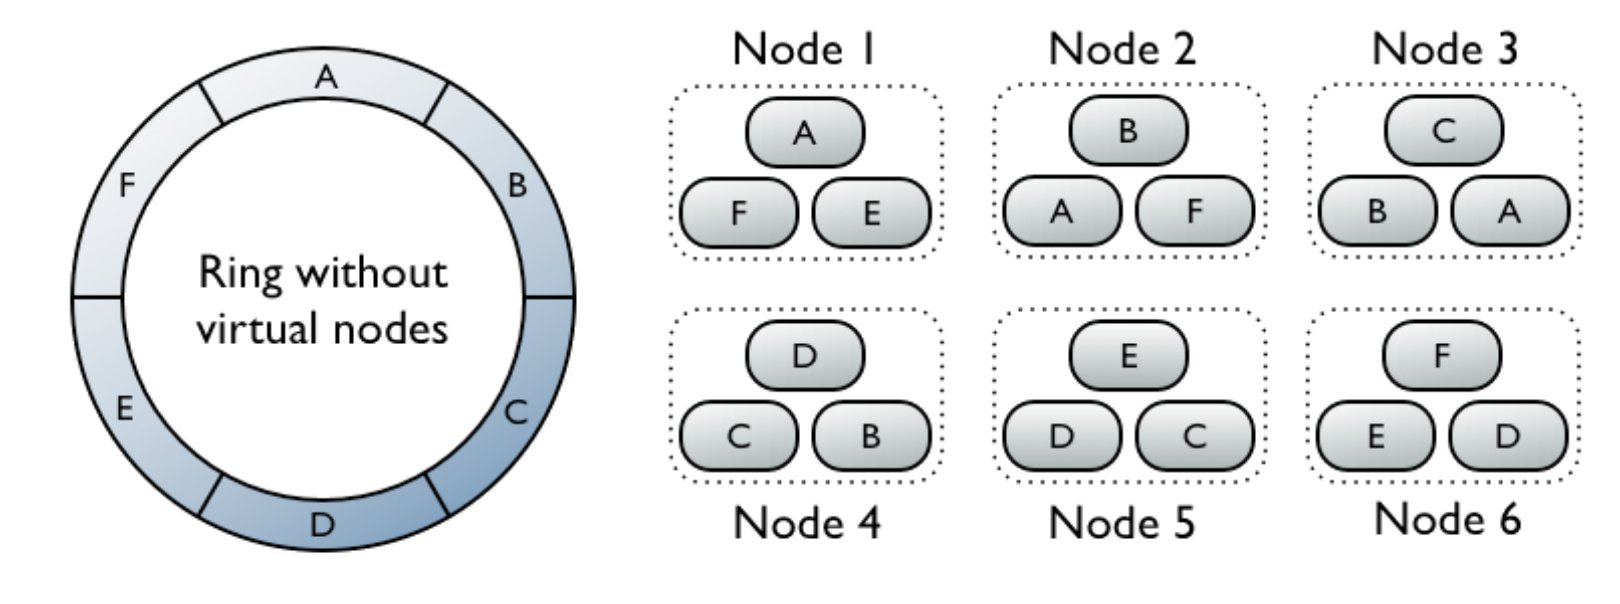 A
B
C
D
E
F
Ring without
virtual nodes
Node 1
A
F E
Node 2
B
A F
Node 3
C
B A
D
C B
Node 4
E
D C
Node 5
F
E D
Node 6